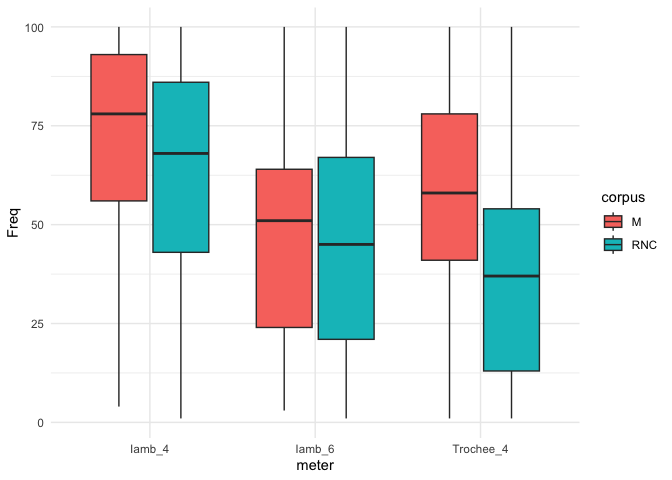 100
75
50
25
0
Freq
Iamb_4
Iamb_6
Trochee_4
meter
corpus
M
RNC